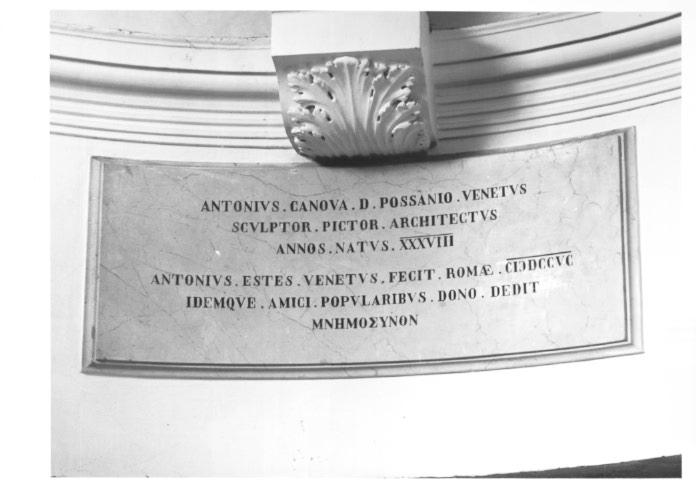 ANTONIVS . CANOVA . D . POSSANIO . VENETVS
SCVLPTOR . PICTOR . ARCHITECTVS
ANNOS . NATVS . XXXVIII
ANTONIVS . ESTES . VENETVS . FECIT . ROMÆ . CIƆDCCVC
IDEMQVE . AMICI . POPVLARIBVS . DONO . DEDIT
ΜΝΗΜΟΣΥΝΟΝ